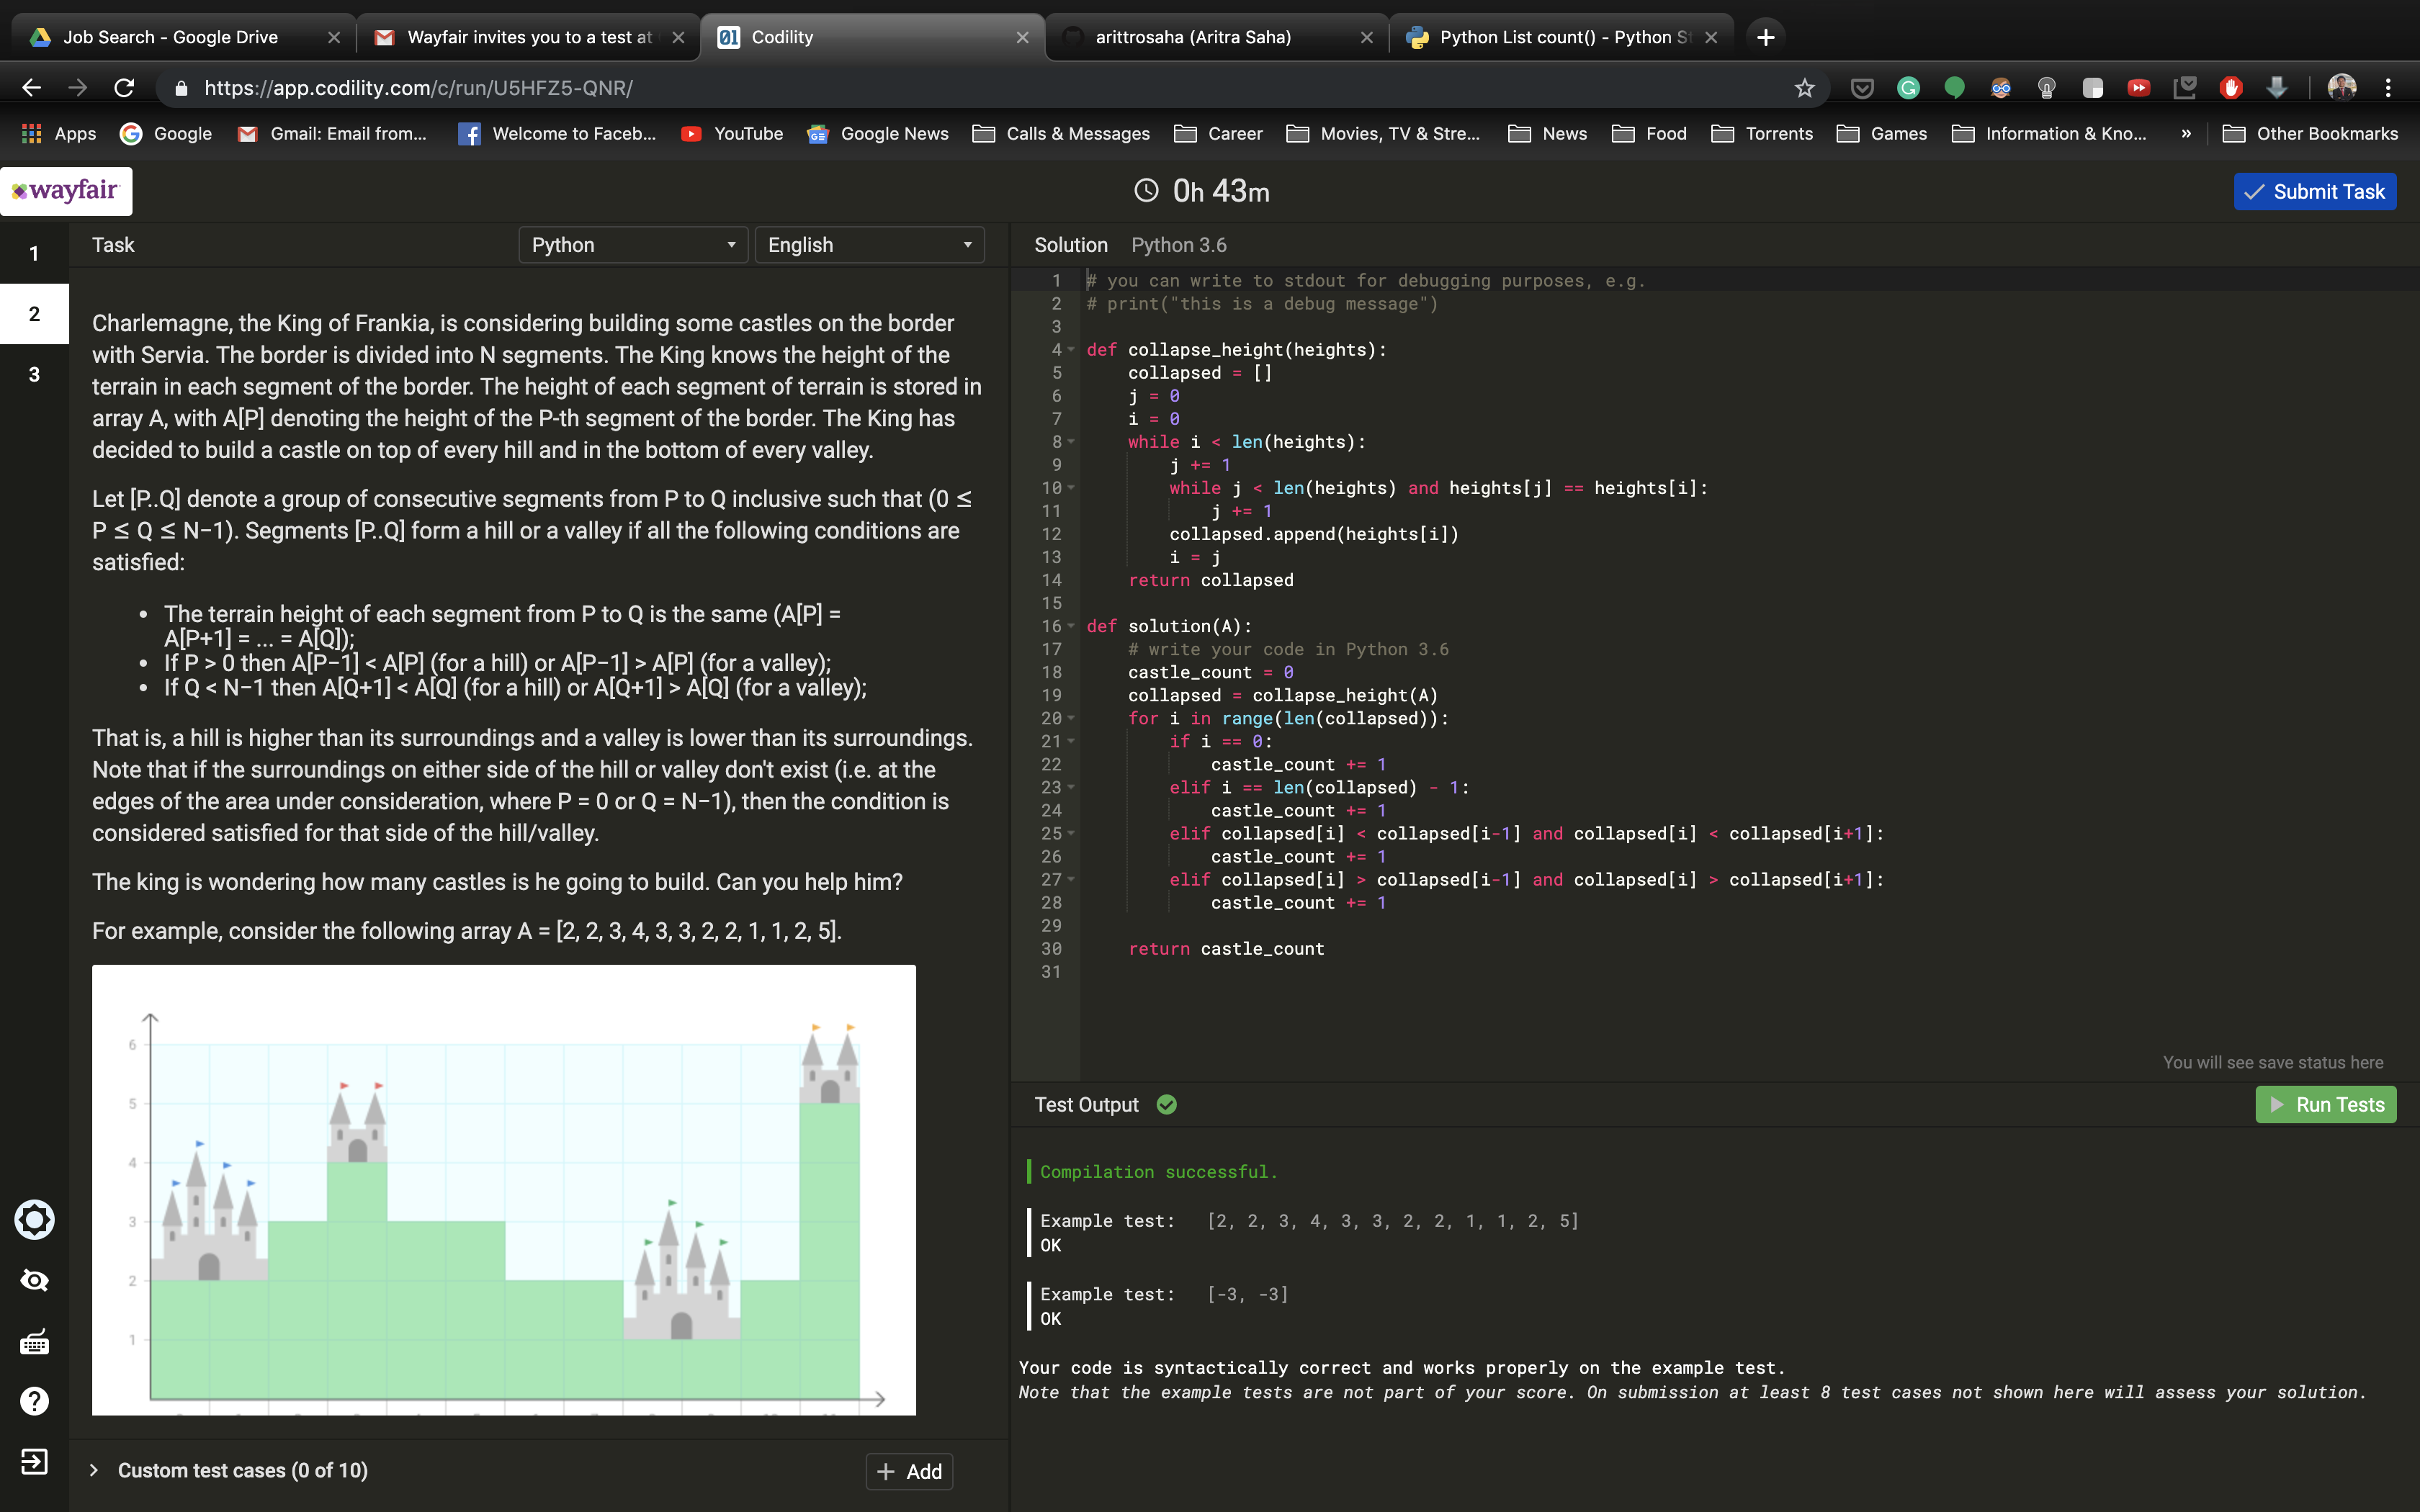 Job Search - Google Drive
Wayfair invites you to a test at
01 Codility
arittrosaha (Aritra Saha)
Python List count() - Python S
https://app.codility.com/c/run/U5HFZ5-QNR/
Apps
Google
Gmail: Email from...
Welcome to Faceb...
YouTube
Google News
Calls & Messages
Career
Movies, TV & Stre...
News
Food
Torrents
Games
Information & Kno...
»
Other Bookmarks
wayfair
0h 43m
Submit Task
1
2
3
Task
Python
English
Charlemagne, the King of Frankia, is considering building some castles on the border
with Servia. The border is divided into N segments. The King knows the height of the
terrain in each segment of the border. The height of each segment of terrain is stored in
array A, with A[P] denoting the height of the P-th segment of the border. The King has
decided to build a castle on top of every hill and in the bottom of every valley.
Let [P..Q] denote a group of consecutive segments from P to Q inclusive such that (0 ≤
P ≤ Q ≤ N−1). Segments [P..Q] form a hill or a valley if all the following conditions are
satisfied:
• The terrain height of each segment from P to Q is the same (A[P] =
A[P+1] = ... = A[Q]);
• If P > 0 then A[P−1] < A[P] (for a hill) or A[P−1] > A[P] (for a valley);
• If Q < N−1 then A[Q+1] < A[Q] (for a hill) or A[Q+1] > A[Q] (for a valley);
That is, a hill is higher than its surroundings and a valley is lower than its surroundings.
Note that if the surroundings on either side of the hill or valley don't exist (i.e. at the
edges of the area under consideration, where P = 0 or Q = N−1), then the condition is
considered satisfied for that side of the hill/valley.
The king is wondering how many castles is he going to build. Can you help him?
For example, consider the following array A = [2, 2, 3, 4, 3, 3, 2, 2, 1, 1, 2, 5].
6
5
4
3
2
1
Custom test cases (0 of 10)
+ Add
Solution Python 3.6
1 # you can write to stdout for debugging purposes, e.g.
2 # print("this is a debug message")
3
4 def collapse_height(heights):
5     collapsed = []
6     j = 0
7     i = 0
8     while i < len(heights):
9         j += 1
10         while j < len(heights) and heights[j] == heights[i]:
11             j += 1
12         collapsed.append(heights[i])
13         i = j
14     return collapsed
15
16 def solution(A):
17     # write your code in Python 3.6
18     castle_count = 0
19     collapsed = collapse_height(A)
20     for i in range(len(collapsed)):
21         if i == 0:
22             castle_count += 1
23         elif i == len(collapsed) - 1:
24             castle_count += 1
25         elif collapsed[i] < collapsed[i-1] and collapsed[i] < collapsed[i+1]:
26             castle_count += 1
27         elif collapsed[i] > collapsed[i-1] and collapsed[i] > collapsed[i+1]:
28             castle_count += 1
29
30     return castle_count
31
You will see save status here
Test Output
Run Tests
Compilation successful.
Example test: [2, 2, 3, 4, 3, 3, 2, 2, 1, 1, 2, 5]
OK
Example test: [-3, -3]
OK
Your code is syntactically correct and works properly on the example test.
Note that the example tests are not part of your score. On submission at least 8 test cases not shown here will assess your solution.